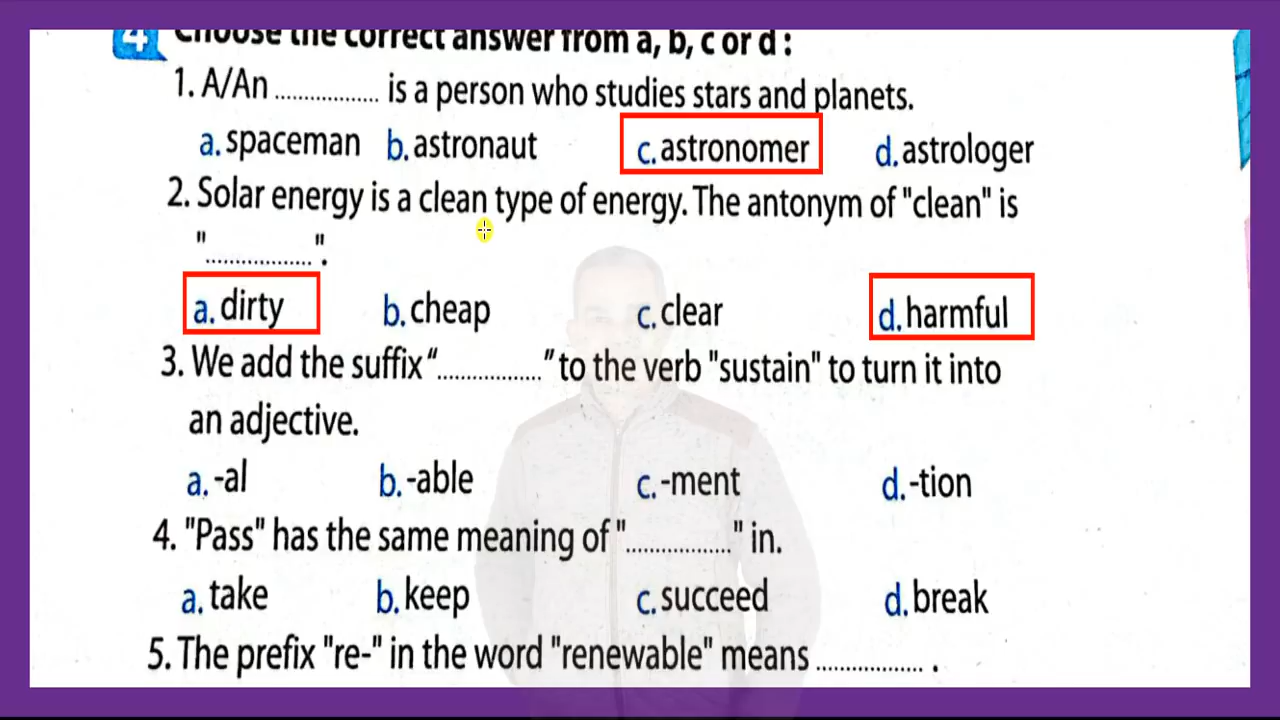 4 Choose the correct answer from a, b, c or d :
1. A/An .................. is a person who studies stars and planets.
a. spaceman b. astronaut c. astronomer d. astrologer
2. Solar energy is a clean type of energy. The antonym of "clean" is
"..................".
a. dirty b. cheap c. clear d. harmful
3. We add the suffix “..................” to the verb "sustain" to turn it into
an adjective.
a. -al b. -able c. -ment d. -tion
4. "Pass" has the same meaning of ".................." in.
a. take b. keep c. succeed d. break
5. The prefix "re-" in the word "renewable" means .................. .